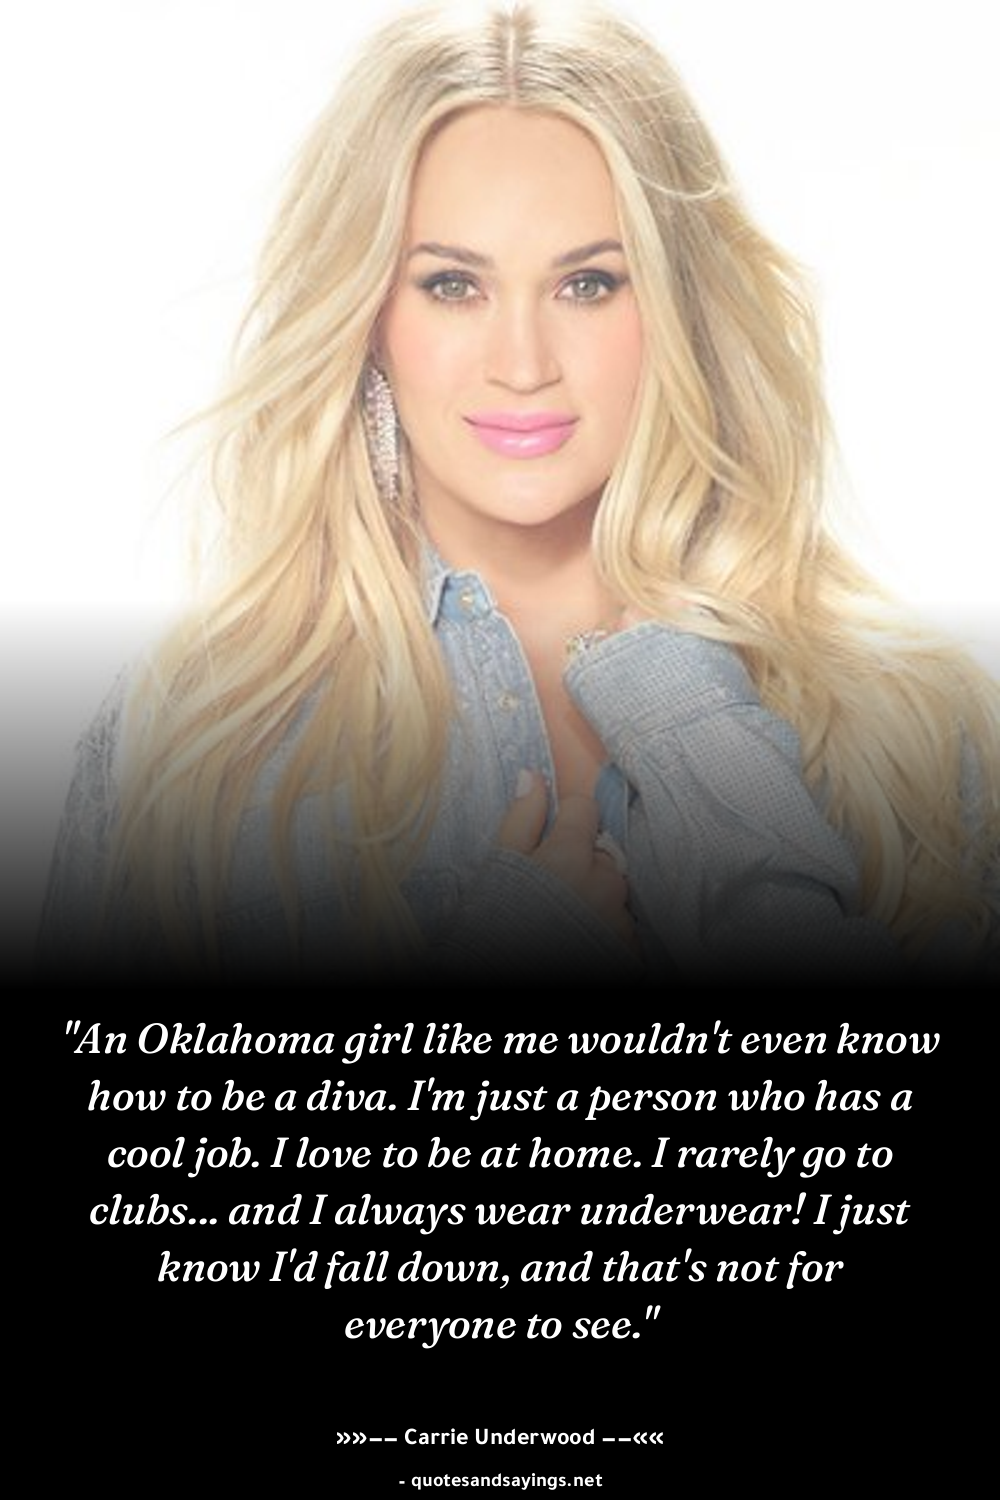 "An Oklahoma girl like me wouldn't even know
how to be a diva. I'm just a person who has a
cool job. I love to be at home. I rarely go to
clubs... and I always wear underwear! I just
know I'd fall down, and that's not for
everyone to see."
»»−− Carrie Underwood −−««
- quotesandsayings.net